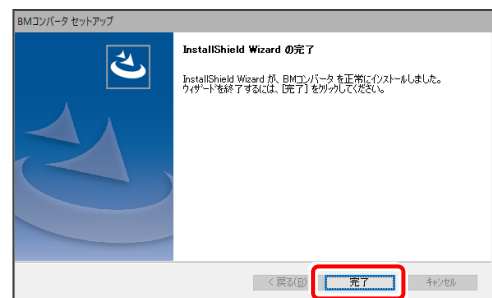 BMコンバータ セットアップ
InstallShield Wizard の完了
InstallShield Wizard が、BMコンバータ を正常にインストールしました。
ウィザードを終了するには、[完了] をクリックしてください。
< 戻る(B)
完了
キャンセル